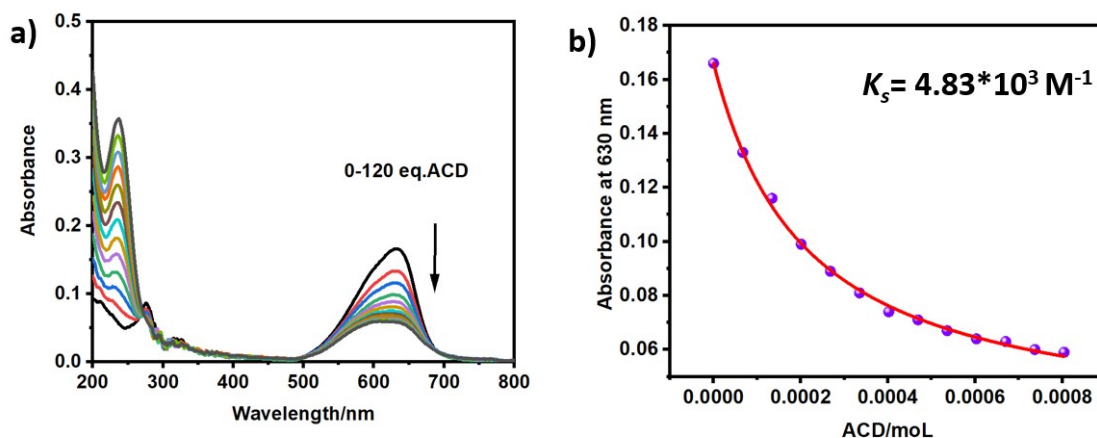 a)
0.5
0.4
0.3
0.2
0.1
0.0
Absorbance
0-120 eq.ACD
200 300 400 500 600 700 800
Wavelength/nm
b)
0.18
0.16
0.14
0.12
0.10
0.08
0.06
Absorbance at 630 nm
Ks= 4.83*10³ M⁻¹
0.0000 0.0002 0.0004 0.0006 0.0008
ACD/moL